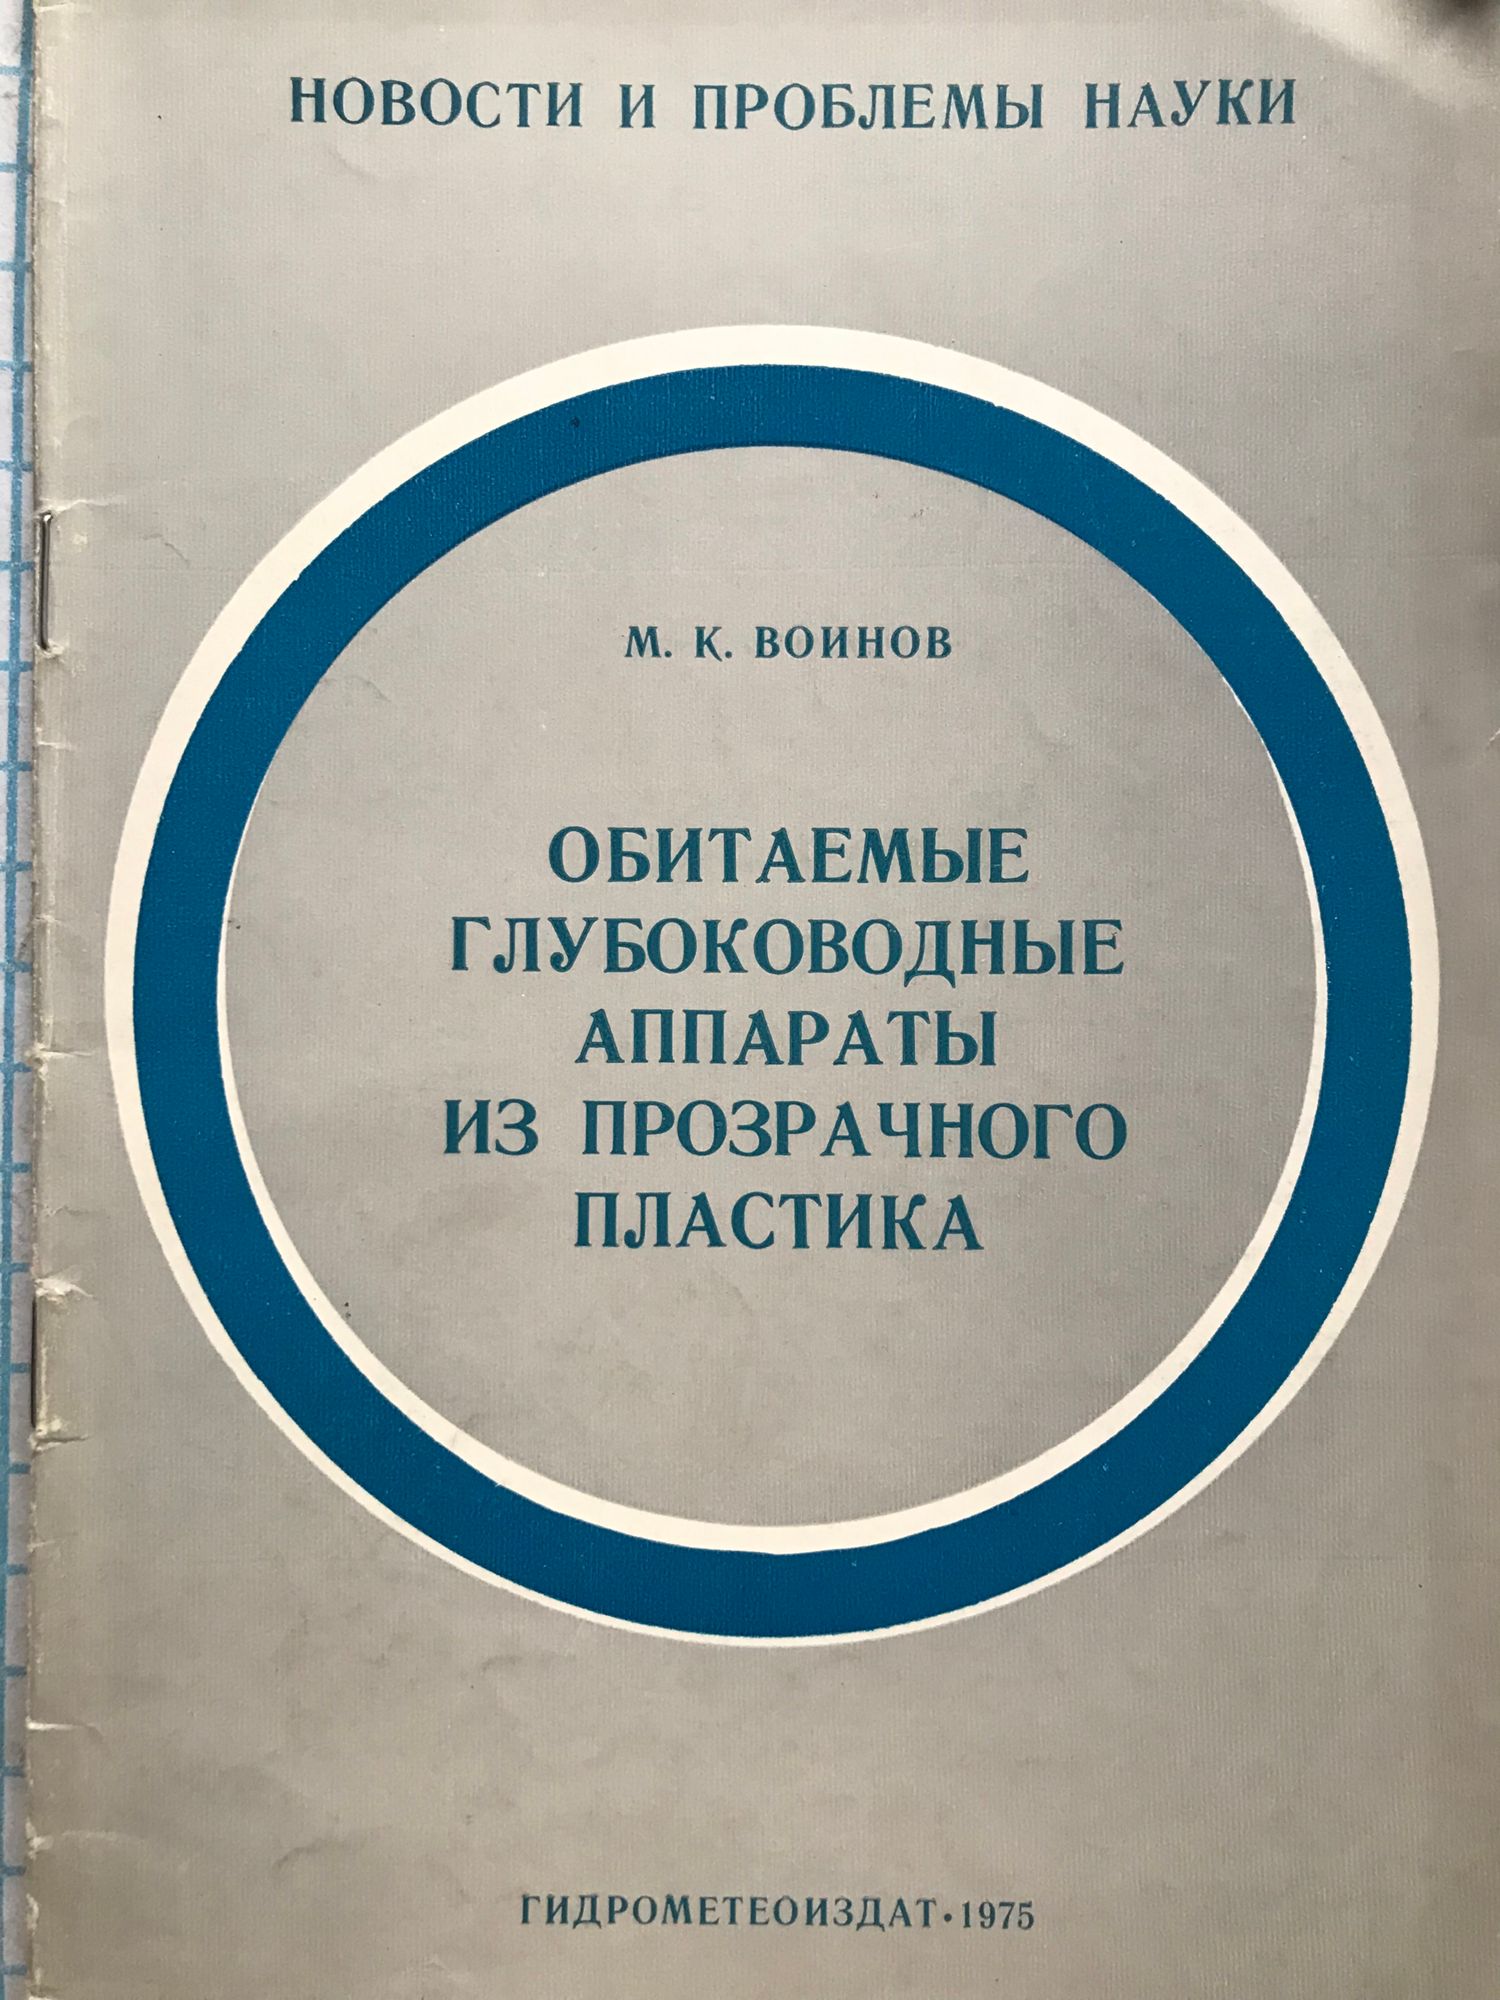 НОВОСТИ И ПРОБЛЕМЫ НАУКИ
М. К. ВОИНОВ
ОБИТАЕМЫЕ
ГЛУБОКОВОДНЫЕ
АППАРАТЫ
ИЗ ПРОЗРАЧНОГО
ПЛАСТИКА
ГИДРОМЕТЕОИЗДАТ • 1975